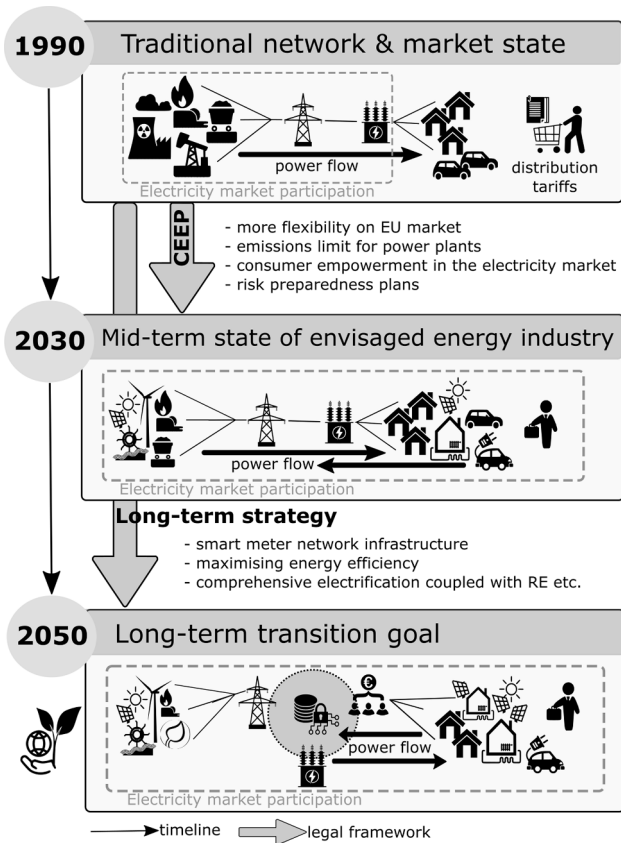 1990
Traditional network & market state
power flow
distribution
tariffs
Electricity market participation
CEEP
- more flexibility on EU market
- emissions limit for power plants
- consumer empowerment in the electricity market
- risk preparedness plans
2030
Mid-term state of envisaged energy industry
power flow
Electricity market participation
Long-term strategy
- smart meter network infrastructure
- maximising energy efficiency
- comprehensive electrification coupled with RE etc.
2050
Long-term transition goal
power flow
Electricity market participation
timeline
legal framework